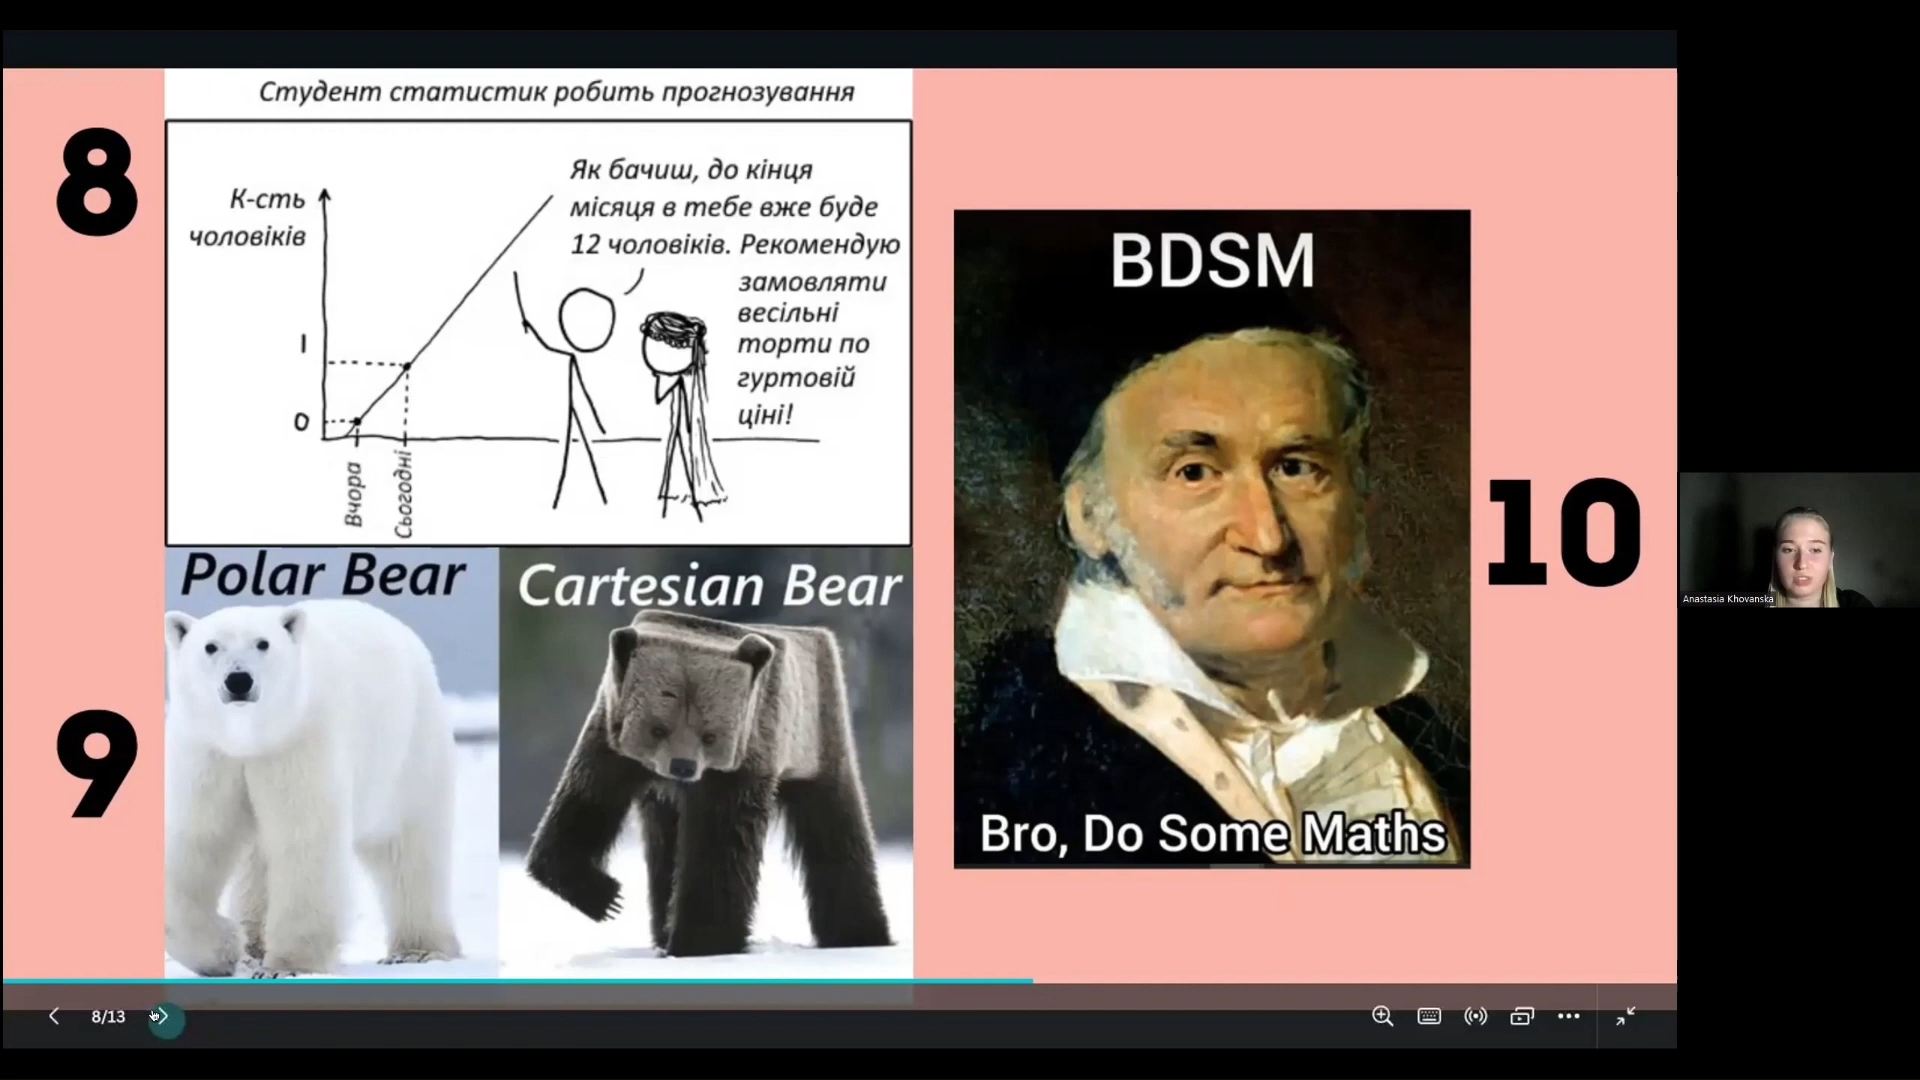 8
Студент статистик робить прогнозування
К-сть
чоловіків
1
0
Вчора
Сьогодні
Як бачиш, до кінця
місяця в тебе вже буде
12 чоловіків. Рекомендую
замовляти
весільні
торти по
гуртовій
ціні!
9
Polar Bear
Cartesian Bear
BDSM
Bro, Do Some Maths
10
Anastasia Khovanska
8/13